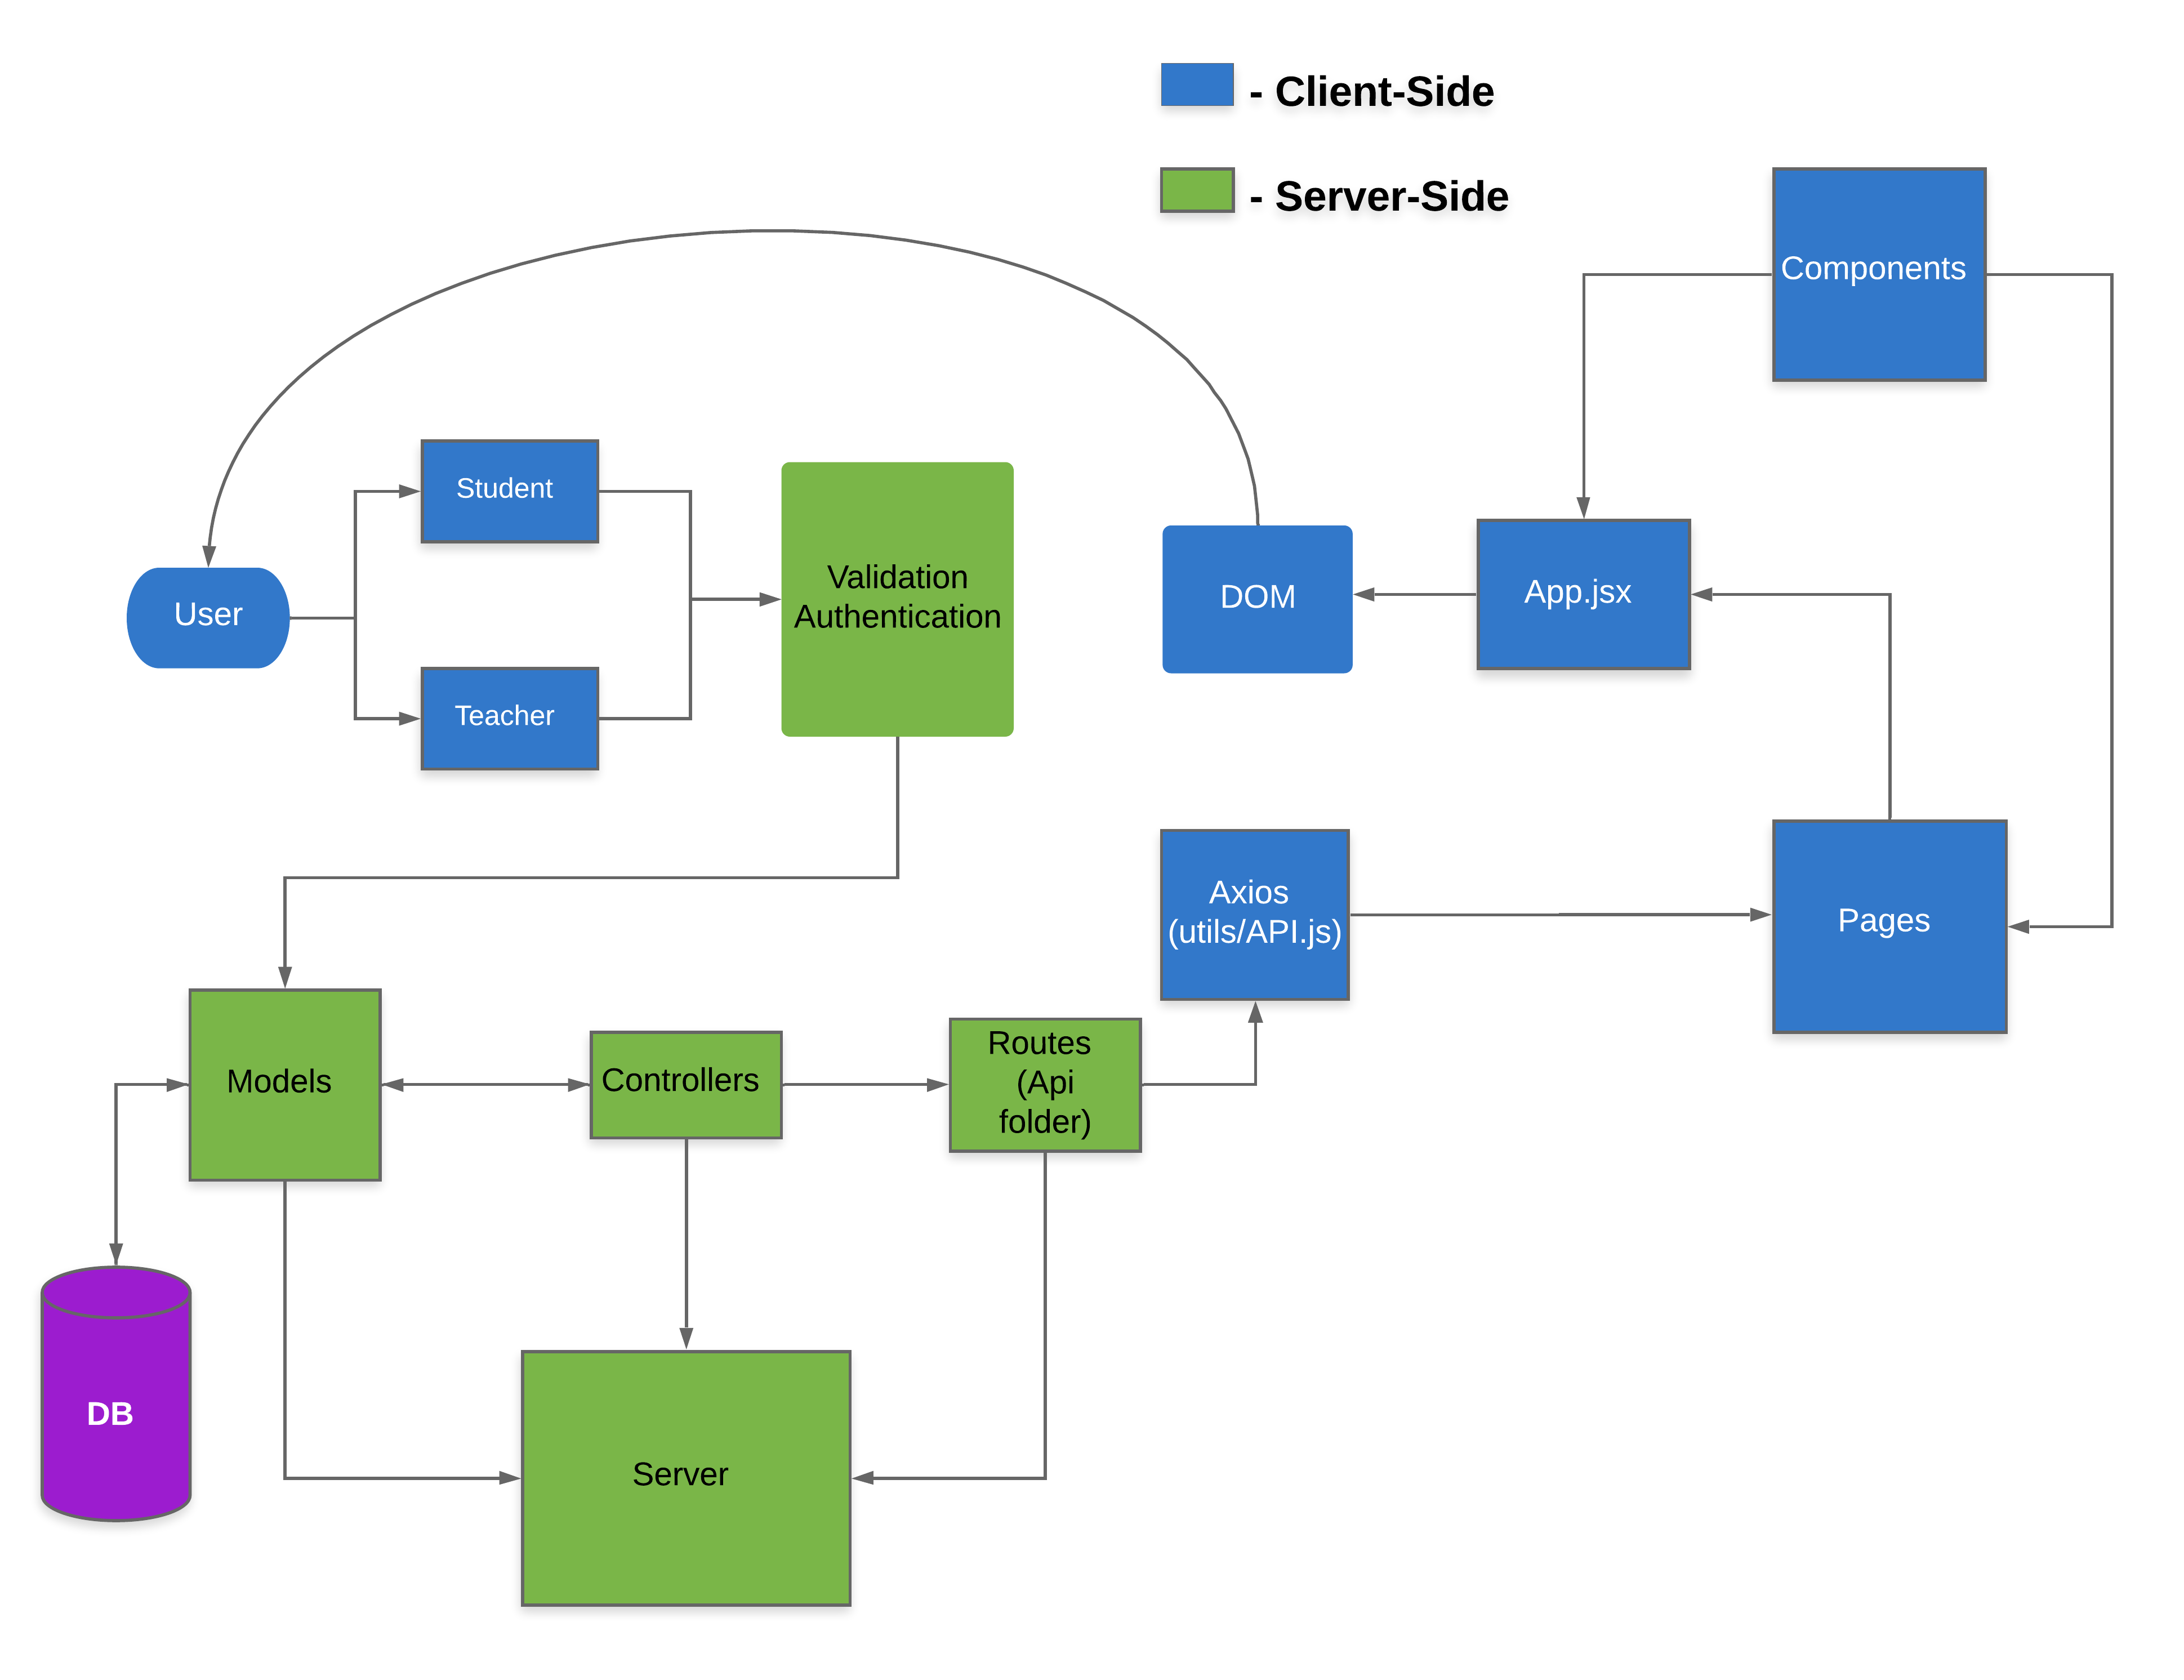 - Client-Side
- Server-Side
Components
Student
Validation
Authentication
User
DOM
App.jsx
Teacher
Axios
(utils/API.js)
Pages
Models
Controllers
Routes
(Api
folder)
DB
Server